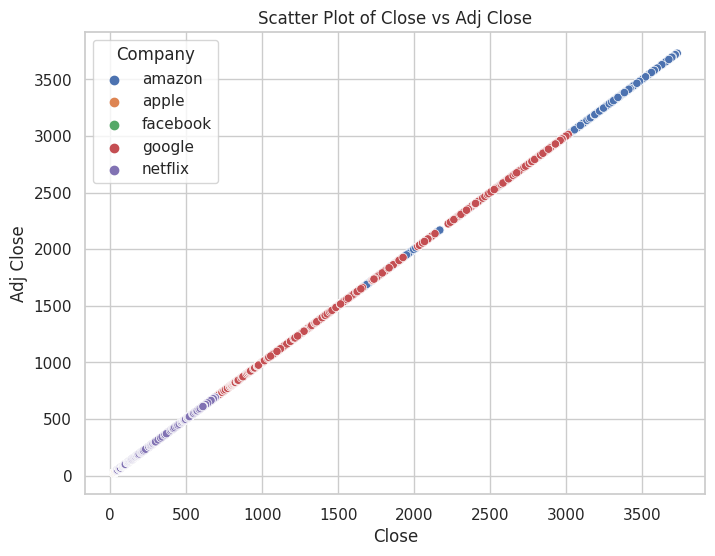 Scatter Plot of Close vs Adj Close
Company
amazon
apple
facebook
google
netflix
3500
3000
2500
2000
1500
1000
500
0
Adj Close
0 500 1000 1500 2000 2500 3000 3500
Close